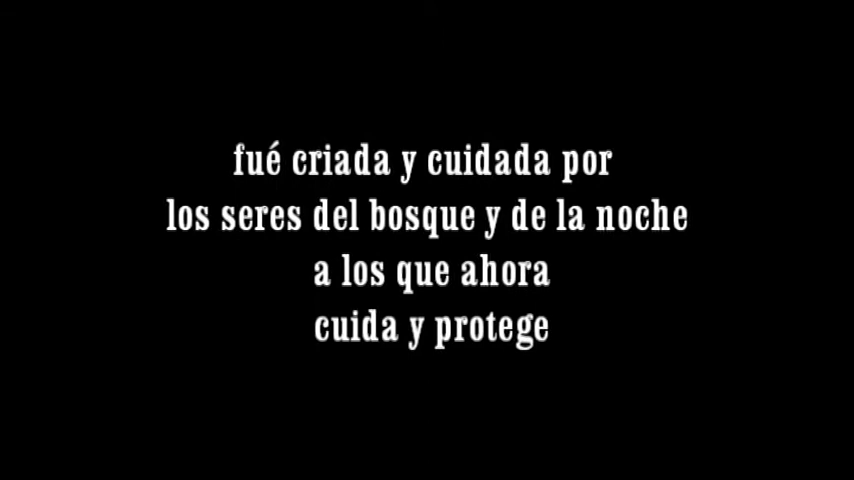 fué criada y cuidada por
los seres del bosque y de la noche
a los que ahora
cuida y protege